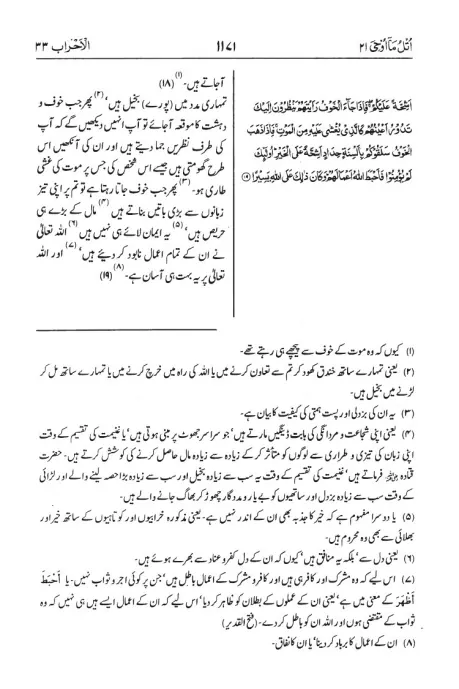 اُتْلُ مَآاُوْحِیَ ۲۱
۱۱۷۱
الأحزاب ۳۳
اَشِحَّةً عَلَيْكُمْ ۖ فَاِذَا جَآءَ الْخَوْفُ رَاَيْتَهُمْ يَنْظُرُوْنَ اِلَيْكَ
تَدُوْرُ اَعْيُنُهُمْ كَالَّذِيْ يُغْشٰى عَلَيْهِ مِنَ الْمَوْتِ فَاِذَا ذَهَبَ
الْخَوْفُ سَلَقُوْكُمْ بِاَلْسِنَةٍ حِدَادٍ اَشِحَّةً عَلَى الْخَيْرِ اُولٰٓئِكَ
لَمْ يُؤْمِنُوْا فَاَحْبَطَ اللّٰهُ اَعْمَالَهُمْ وَكَانَ ذٰلِكَ عَلَى اللّٰهِ يَسِيْرًا ⑲
آجاتے ہیں۔ (۱) (۱۸)
تمہاری مدد میں (پورے) بخیل ہیں‘ (۲) پھر جب خوف و
دہشت کا موقعہ آجائے تو آپ انہیں دیکھیں گے کہ آپ
کی طرف نظریں جما دیتے ہیں اور ان کی آنکھیں اس
طرح گھومتی ہیں جیسے اس شخص کی جس پر موت کی غشی
طاری ہو۔ (۳) پھر جب خوف جاتا رہتا ہے تو تم پر اپنی تیز
زبانوں سے بڑی باتیں بناتے ہیں (۴) مال کے بڑے ہی
حریص ہیں‘ (۵) یہ ایمان لائے ہی نہیں ہیں (۶) اللہ تعالیٰ
نے ان کے تمام اعمال نابود کر دیئے ہیں‘ (۷) اور اللہ
تعالیٰ پر یہ بہت ہی آسان ہے۔ (۸) (۱۹)
(۱) کیوں کہ وہ موت کے خوف سے پیچھے ہی رہتے تھے۔
(۲) یعنی تمہارے ساتھ خندق کھود کر تم سے تعاون کرنے میں یا اللہ کی راہ میں خرچ کرنے میں یا تمہارے ساتھ مل کر
لڑنے میں بخیل ہیں۔
(۳) یہ ان کی بزدلی اور پست ہمتی کی کیفیت کا بیان ہے۔
(۴) یعنی اپنی شجاعت و مردانگی کی بابت ڈینگیں مارتے ہیں‘ جو سراسر جھوٹ پر مبنی ہوتی ہیں‘ یا غنیمت کی تقسیم کے وقت
اپنی زبان کی تیزی و طراری سے لوگوں کو متاثر کر کے زیادہ سے زیادہ مال حاصل کرنے کی کوشش کرتے ہیں۔ حضرت
قتادہ فرماتے ہیں‘ غنیمت کی تقسیم کے وقت یہ سب سے زیادہ بخیل اور سب سے زیادہ بڑا حصہ لینے والے اور لڑائی
کے وقت سب سے زیادہ بزدل اور ساتھیوں کو بے یار و مددگار چھوڑ کر بھاگ جانے والے ہیں۔
(۵) یا دوسرا مفہوم ہے کہ خیر کا جذبہ بھی ان کے اندر نہیں ہے۔ یعنی مذکورہ خرابیوں اور کوتاہیوں کے ساتھ خیر اور
بھلائی سے بھی وہ محروم ہیں۔
(۶) یعنی دل سے‘ بلکہ یہ منافق ہیں‘ کیوں کہ ان کے دل کفر و عناد سے بھرے ہوئے ہیں۔
(۷) اس لیے کہ وہ مشرک اور کافر ہی ہیں اور کافر و مشرک کے اعمال باطل ہیں‘ جن پر کوئی اجر و ثواب نہیں۔ یا أَحْبَطَ
أَظْهَرَ کے معنی میں ہے‘ یعنی ان کے عملوں کے بطلان کو ظاہر کر دیا‘ اس لیے کہ ان کے اعمال ایسے ہیں ہی نہیں کہ وہ
ثواب کے مقتضی ہوں اور اللہ ان کو باطل کر دے۔ (فتح القدیر)
(۸) ان کے اعمال کا برباد کر دینا‘ یا ان کا نفاق۔